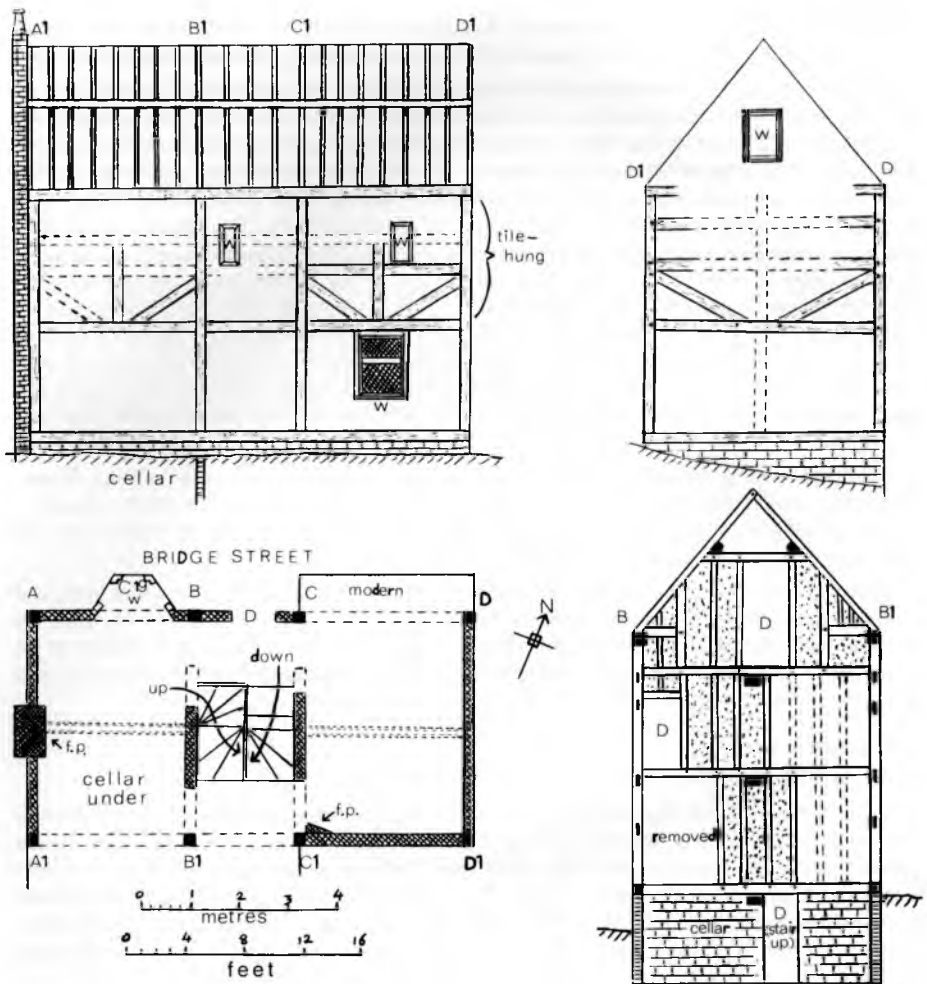 A1
B1
C1
D1
W
W
tile-
hung
W
cellar
W
D1
D
BRIDGE STREET
A
C19
w
B
D
C
modern
D
N
down
up
f.p.
cellar
under
f.p.
A1
B1
C1
D1
0 1 2 3 4
metres
0 4 8 12 16
feet
B
B1
D
D
removed
cellar
D
(stair
up)